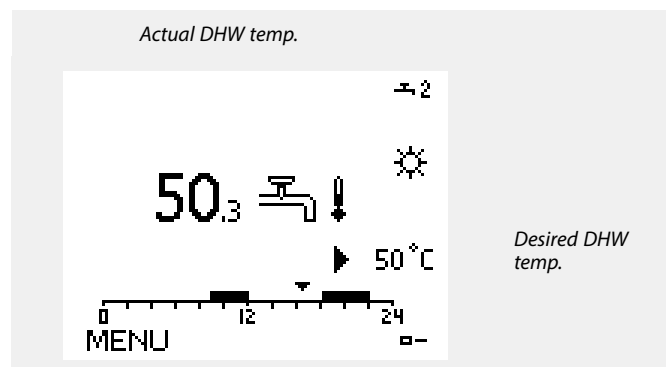 Actual DHW temp.
2
50.3
50 °C
Desired DHW
temp.
0 12 24
MENU